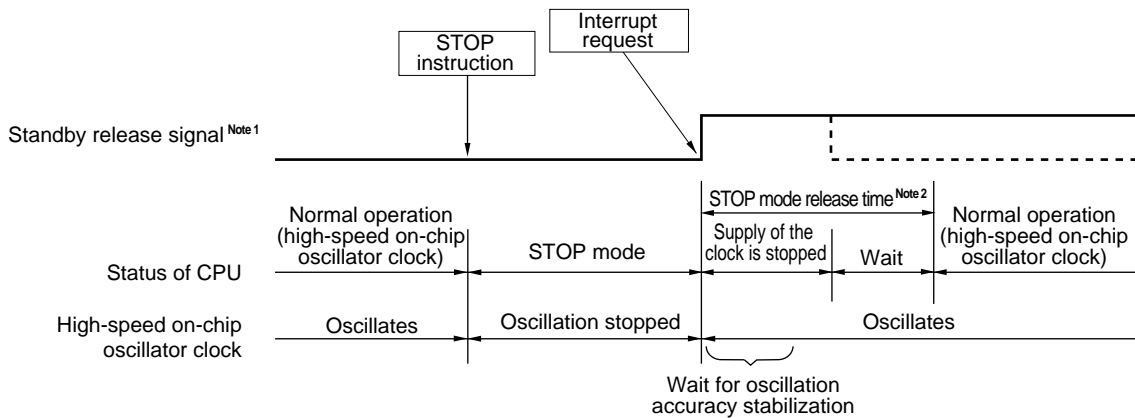 Interrupt
request
STOP
instruction
Standby release signal Note 1
STOP mode release time Note 2
Normal operation
(high-speed on-chip
oscillator clock)
STOP mode
Supply of the
clock is stopped
Wait
Normal operation
(high-speed on-chip
oscillator clock)
Status of CPU
High-speed on-chip
oscillator clock
Oscillates
Oscillation stopped
Oscillates
Wait for oscillation
accuracy stabilization